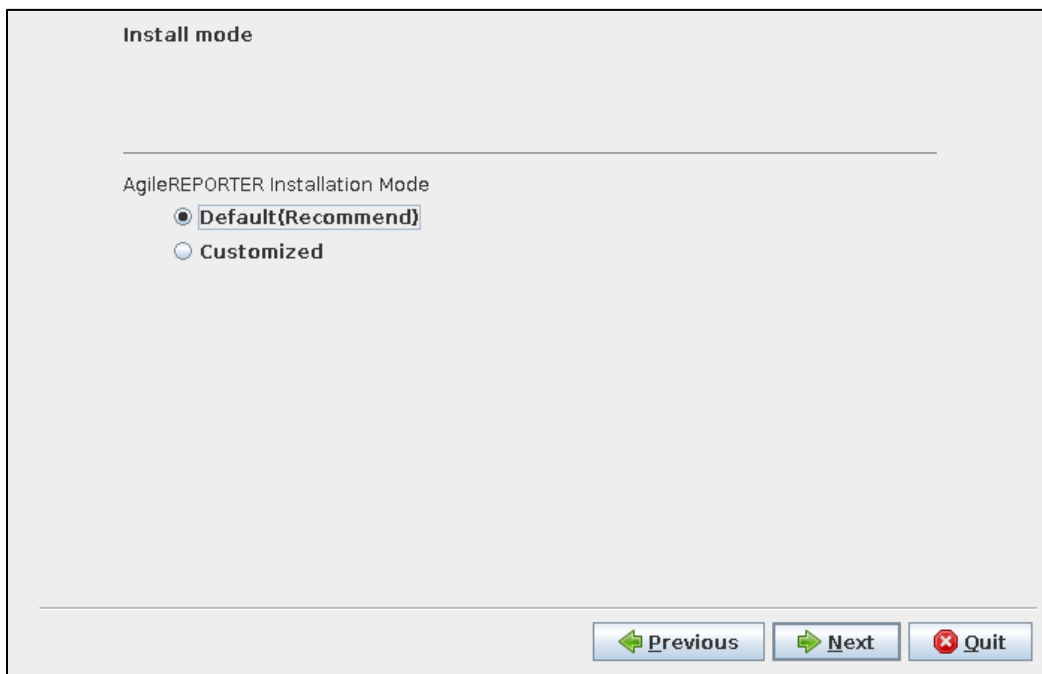 Install mode
AgileREPORTER Installation Mode
Default(Recommend)
Customized
Previous
Next
Quit